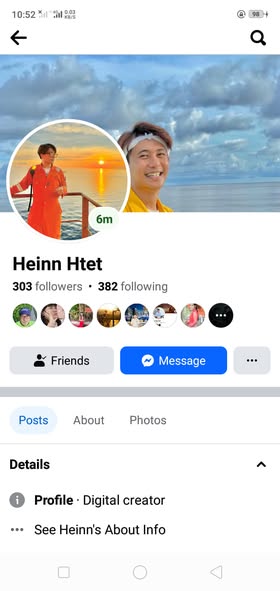 10:52 0.03 KB/S 98
6m
Heinn Htet
303 followers • 382 following
Friends Message
Posts About Photos
Details
Profile · Digital creator
See Heinn's About Info